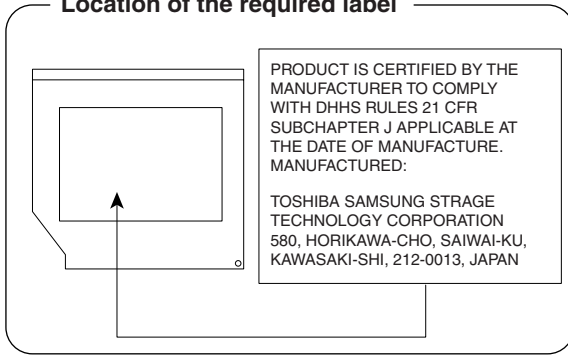 Location of the required label
PRODUCT IS CERTIFIED BY THE
MANUFACTURER TO COMPLY
WITH DHHS RULES 21 CFR
SUBCHAPTER J APPLICABLE AT
THE DATE OF MANUFACTURE.
MANUFACTURED:
TOSHIBA SAMSUNG STRAGE
TECHNOLOGY CORPORATION
580, HORIKAWA-CHO, SAIWAI-KU,
KAWASAKI-SHI, 212-0013, JAPAN